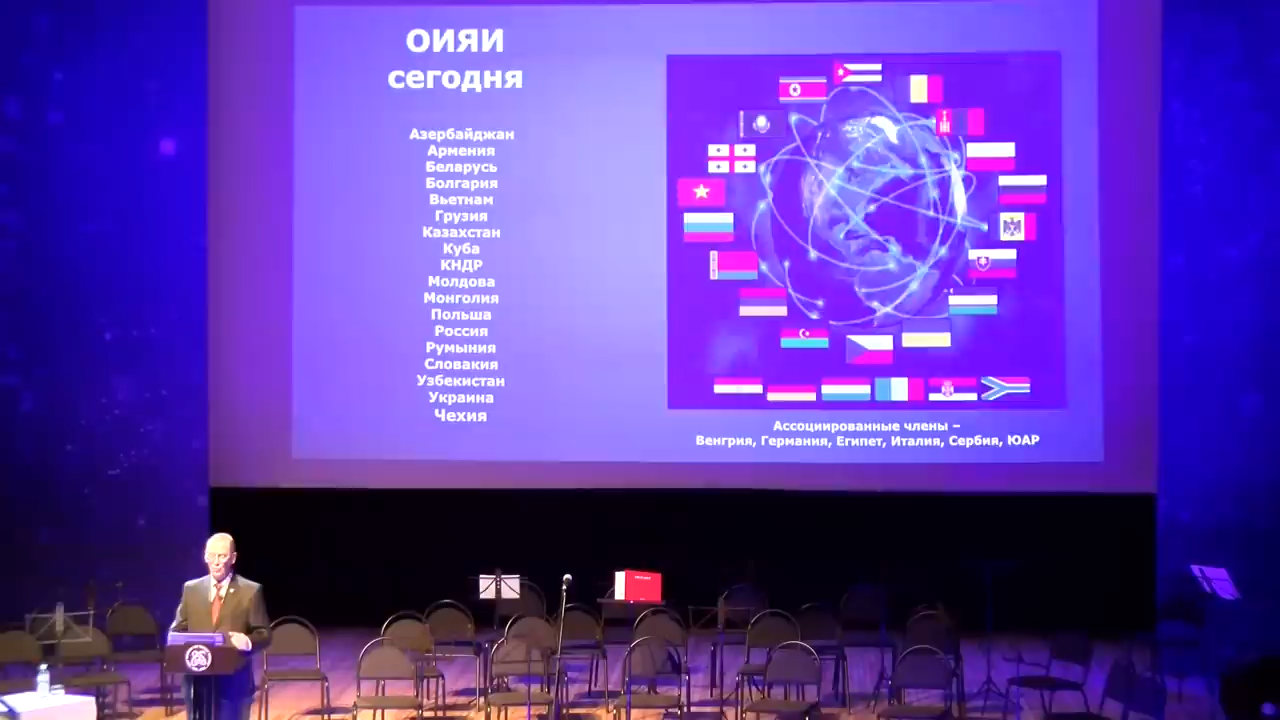 ОИЯИ
сегодня
Азербайджан
Армения
Беларусь
Болгария
Вьетнам
Грузия
Казахстан
Куба
КНДР
Молдова
Монголия
Польша
Россия
Румыния
Словакия
Узбекистан
Украина
Чехия
Ассоциированные члены –
Венгрия, Германия, Египет, Италия, Сербия, ЮАР